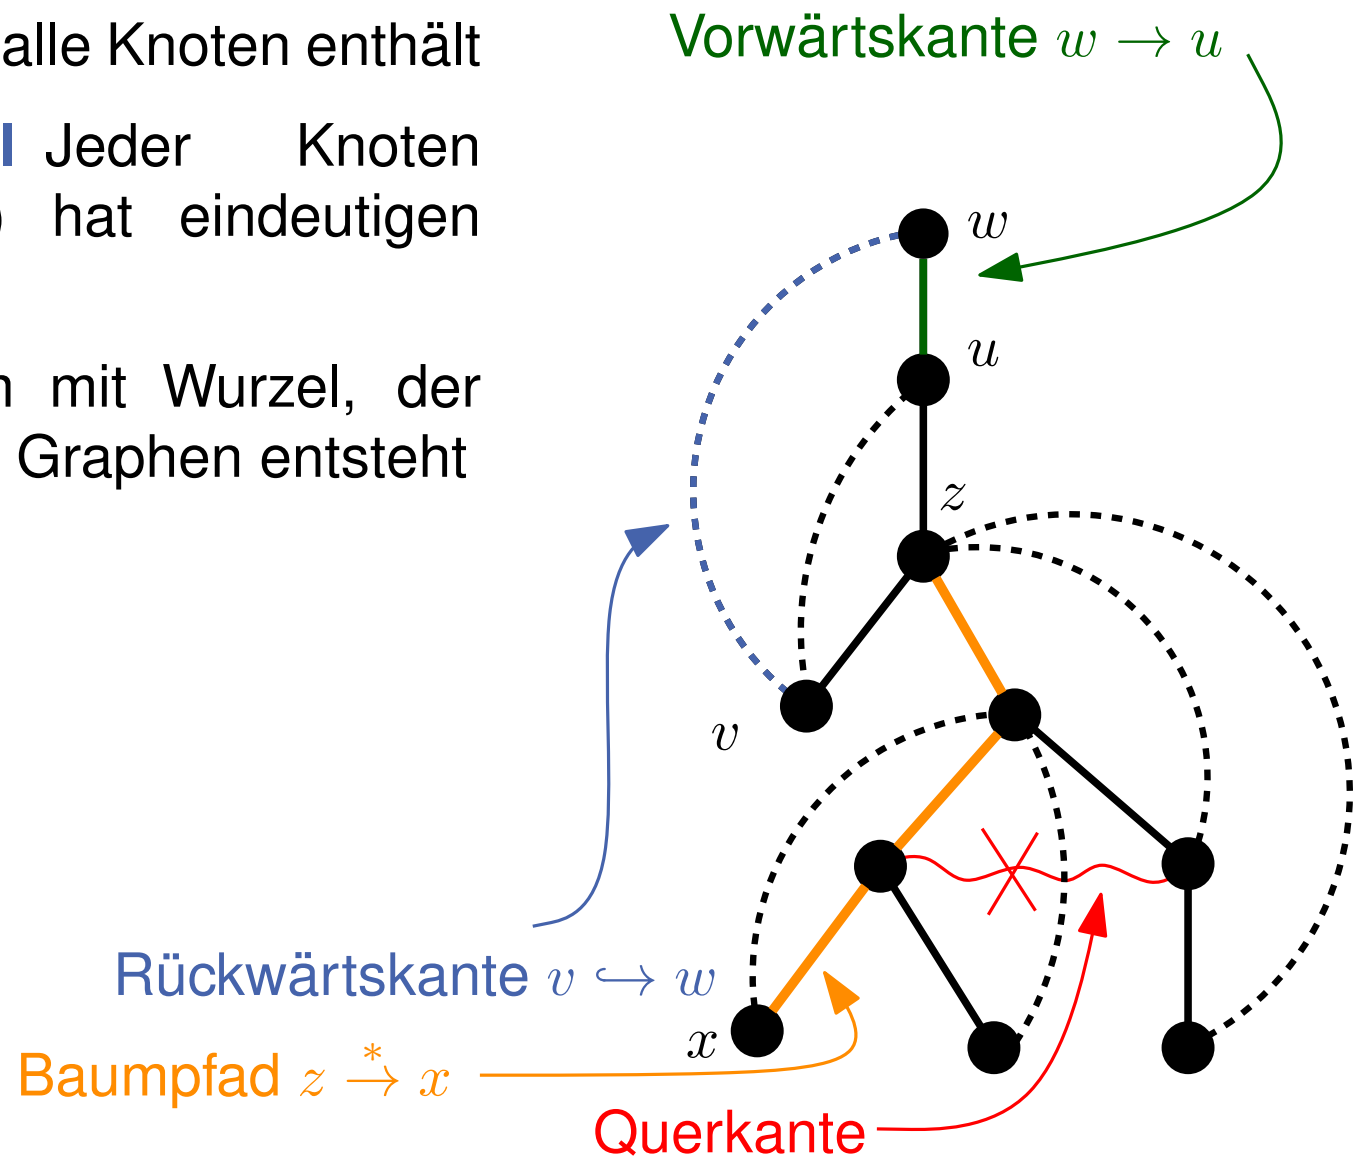 alle Knoten enthält
Jeder Knoten
hat eindeutigen
mit Wurzel, der
Graphen entsteht
Vorwärtskante w → u
w
u
z
v
Rückwärtskante v ↪ w
x
Baumpfad z →* x
Querkante